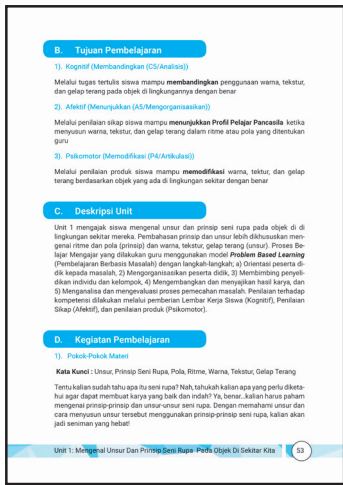 B. Tujuan Pembelajaran
1). Kognitif (Membandingkan (C5/Analisis))
Melalui tugas tertulis siswa mampu membandingkan penggunaan warna, tekstur,
dan gelap terang pada objek di lingkungannya dengan benar
2). Afektif (Menunjukkan (A5/Mengorganisasikan))
Melalui penilaian sikap siswa mampu menunjukkan Profil Pelajar Pancasila ketika
menyusun warna, tekstur, dan gelap terang dalam ritme atau pola yang ditentukan
guru
3). Psikomotor (Memodifikasi (P4/Artikulasi))
Melalui penilaian produk siswa mampu memodifikasi warna, tektur, dan gelap
terang berdasarkan objek yang ada di lingkungan sekitar dengan benar
C. Deskripsi Unit
Unit 1 mengajak siswa mengenal unsur dan prinsip seni rupa pada objek di di
lingkungan sekitar mereka. Pembahasan prinsip dan unsur lebih dikhususkan men-
genai ritme dan pola (prinsip) dan warna, tekstur, gelap terang (unsur). Proses Be-
lajar Mengajar yang dilakukan guru menggunakan model Problem Based Learning
(Pembelajaran Berbasis Masalah) dengan langkah-langkah; a) Orientasi peserta di-
dik kepada masalah, 2) Mengorganisasikan peserta didik, 3) Membimbing penyeli-
dikan individu dan kelompok, 4) Mengembangkan dan menyajikan hasil karya, dan
5) Menganalisa dan mengevaluasi proses pemecahan masalah. Penilaian terhadap
kompetensi dilakukan melalui pemberian Lembar Kerja Siswa (Kognitif), Penilaian
Sikap (Afektif), dan penilaian produk (Psikomotor).
D. Kegiatan Pembelajaran
1). Pokok-Pokok Materi
Kata Kunci : Unsur, Prinsip Seni Rupa, Pola, Ritme, Warna, Tekstur, Gelap Terang
Tentu kalian sudah tahu apa itu seni rupa? Nah, tahukah kalian apa yang perlu diketa-
hui agar dapat membuat karya yang baik dan indah? Ya, benar...kalian harus paham
mengenai prinsip-prinsip dan unsur-unsur seni rupa. Dengan memahami unsur dan
cara menyusun unsur tersebut menggunakan prinsip-prinsip seni rupa, kalian akan
jadi seniman yang hebat!
Unit 1: Mengenal Unsur Dan Prinsip Seni Rupa Pada Objek Di Sekitar Kita 53